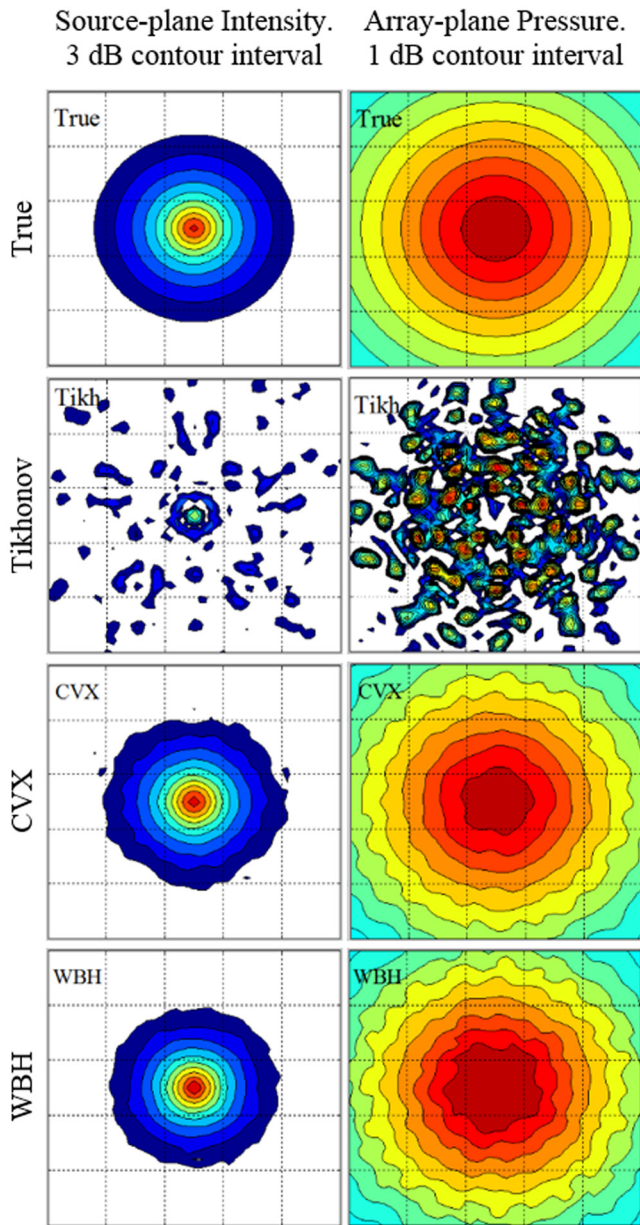 Source-plane Intensity.
3 dB contour interval
Array-plane Pressure.
1 dB contour interval
True
True
True
Tikhonov
Tikh
Tikh
CVX
CVX
CVX
WBH
WBH
WBH